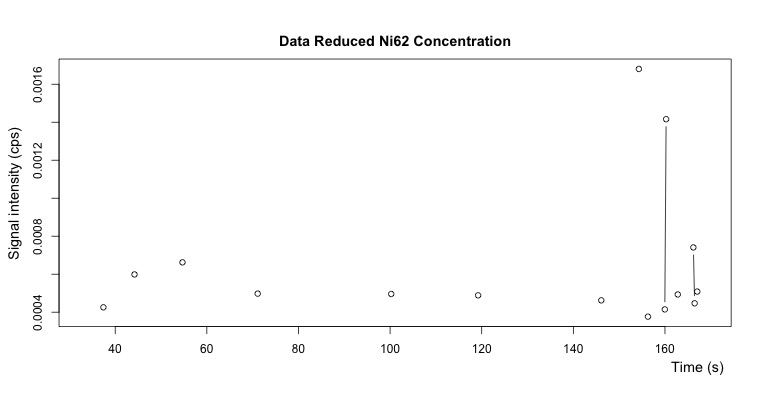 Data Reduced Ni62 Concentration
Signal intensity (cps)
0.0016
0.0012
0.0008
0.0004
40 60 80 100 120 140 160
Time (s)